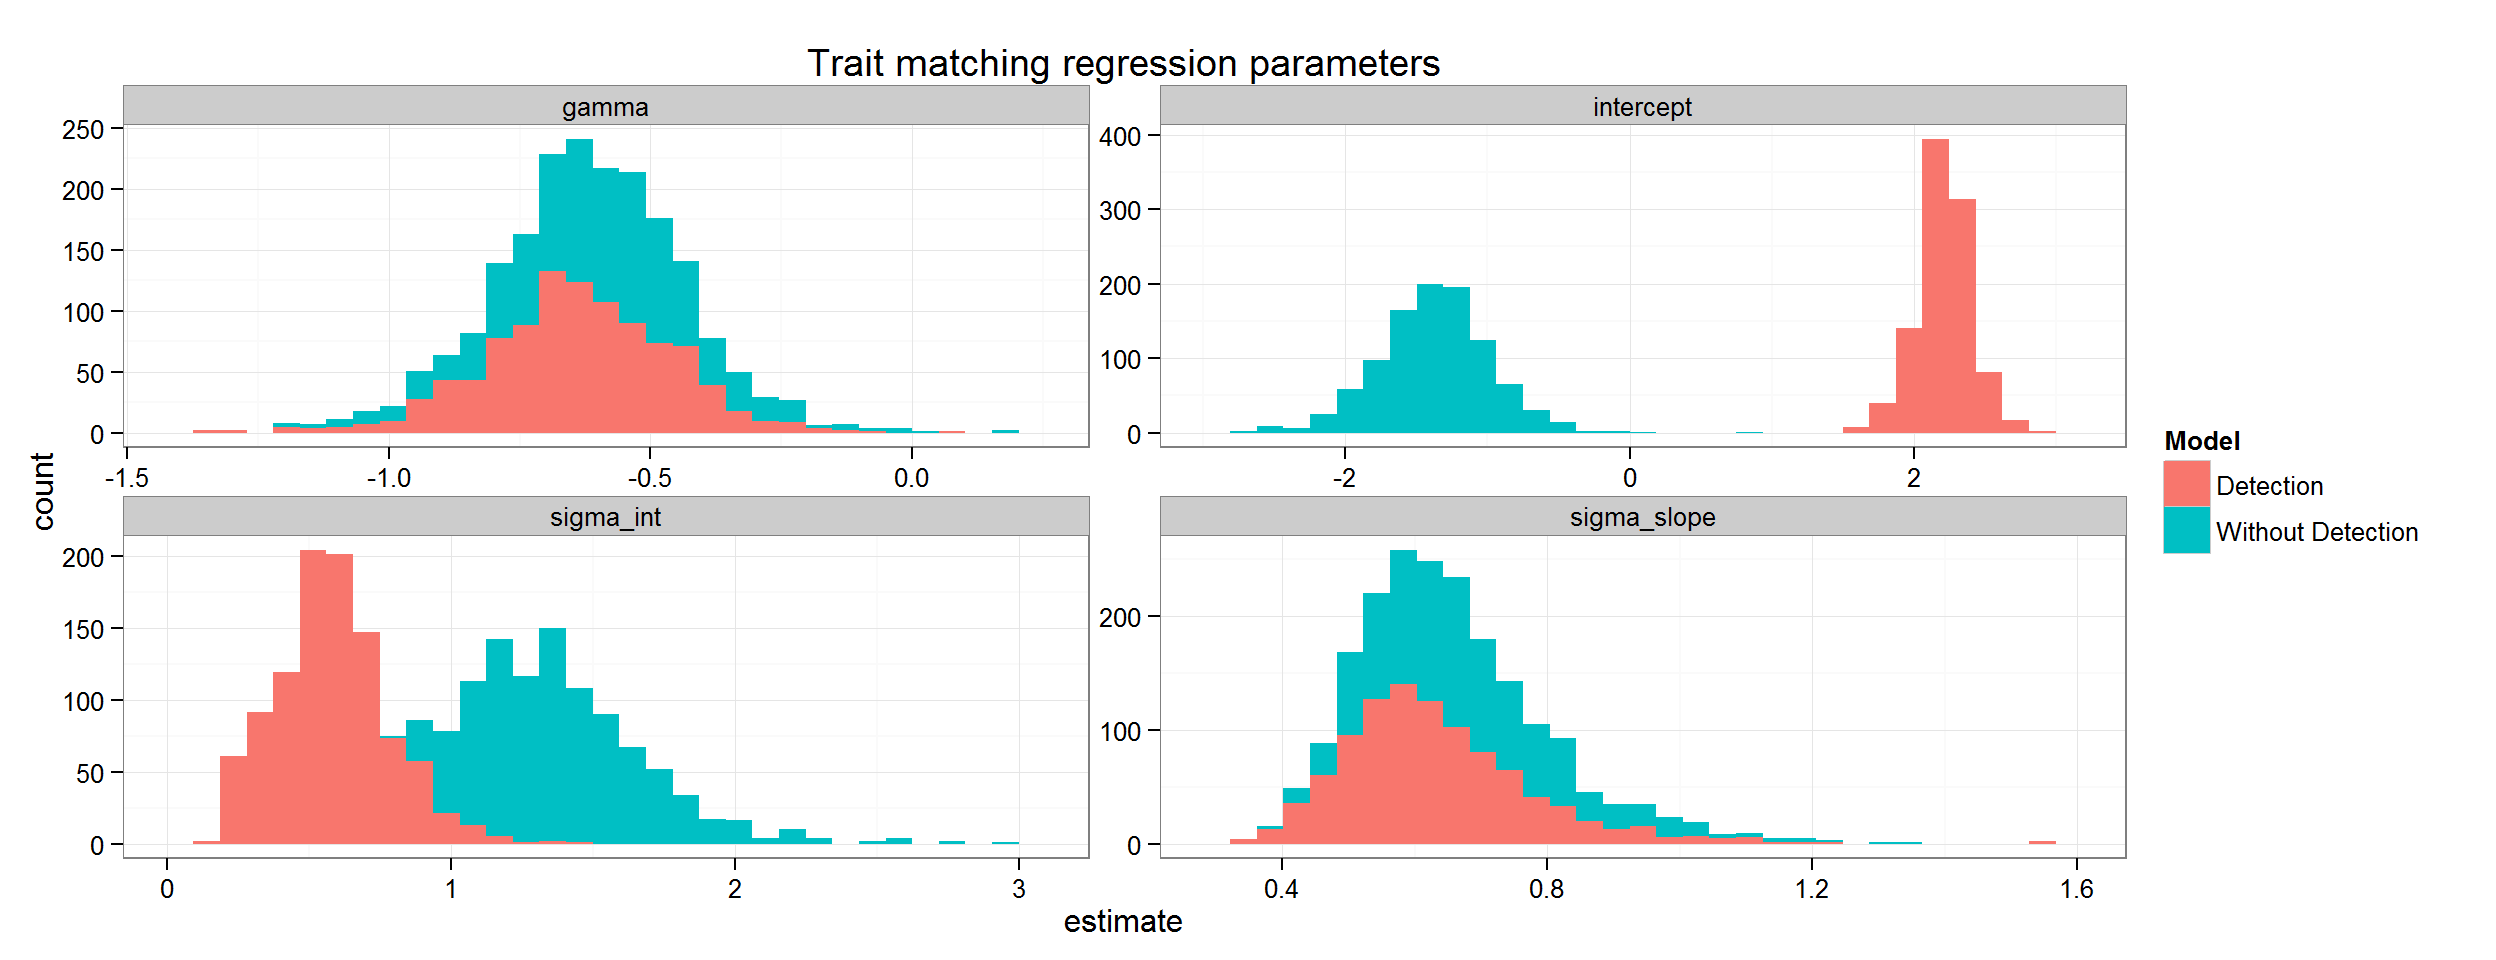 Trait matching regression parameters
gamma
250
200
150
100
50
0
-1.5 -1.0 -0.5 0.0
intercept
400
300
200
100
0
-2 0 2
sigma_int
200
150
100
50
0
0 1 2 3
sigma_slope
200
100
0
0.4 0.8 1.2 1.6
count
estimate
Model
Detection
Without Detection